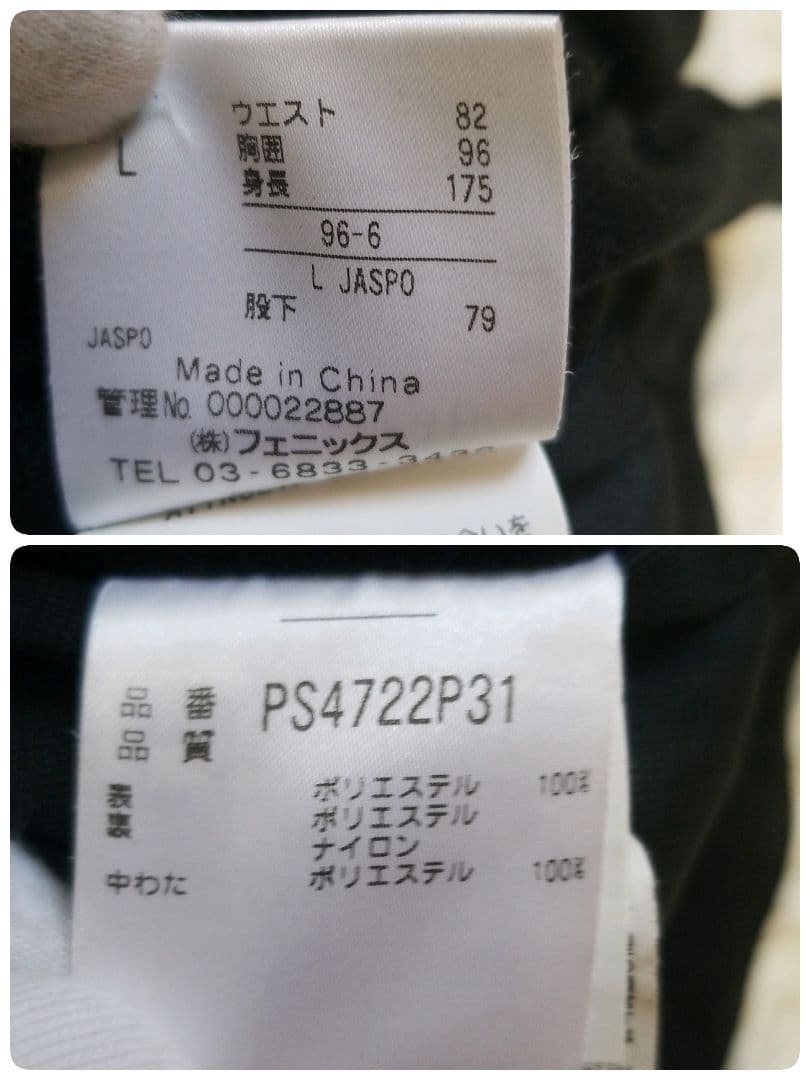 L
ウエスト 82
胸囲 96
身長 175
96-6
L JASPO
股下 79
JASPO
Made in China
管理No. 000022887
(株)フェニックス
TEL 03-6833-
品番 PS4722P31
品質
表 ポリエステル 100%
裏 ポリエステル
ナイロン
中わた ポリエステル 100%